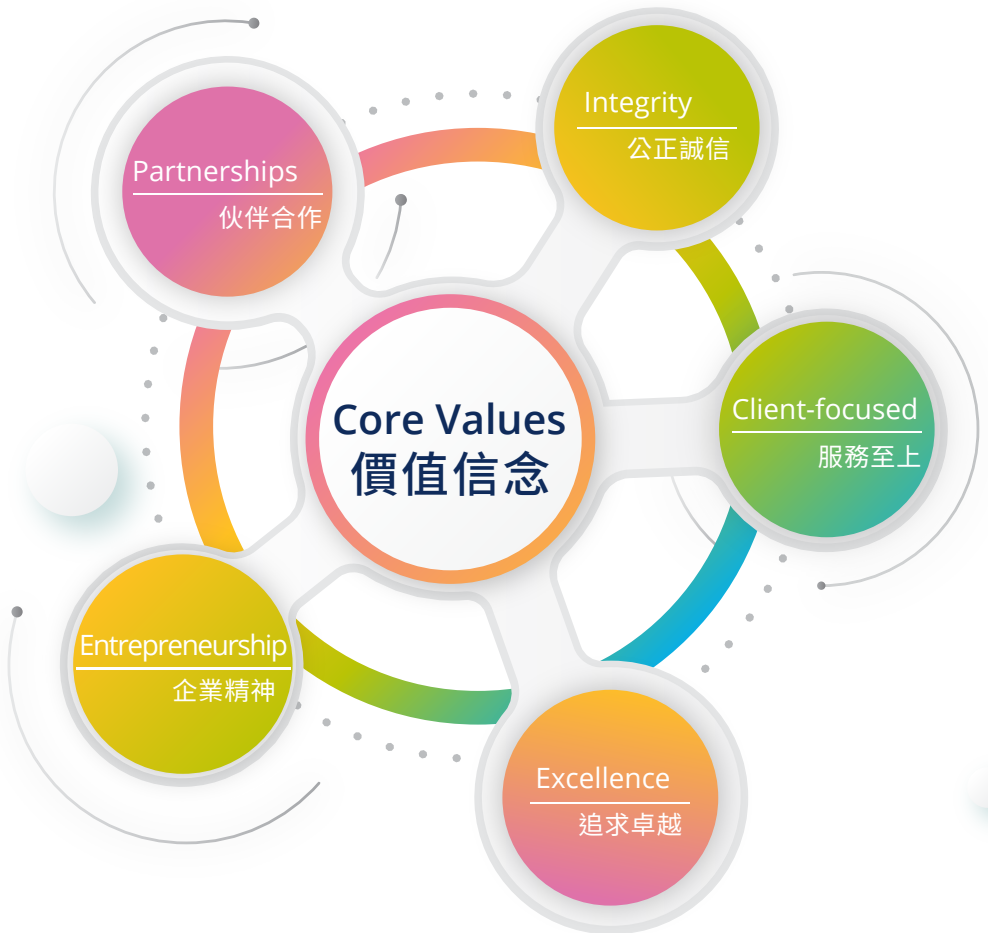 Integrity
公正誠信
Partnerships
伙伴合作
Core Values
價值信念
Client-focused
服務至上
Entrepreneurship
企業精神
Excellence
追求卓越